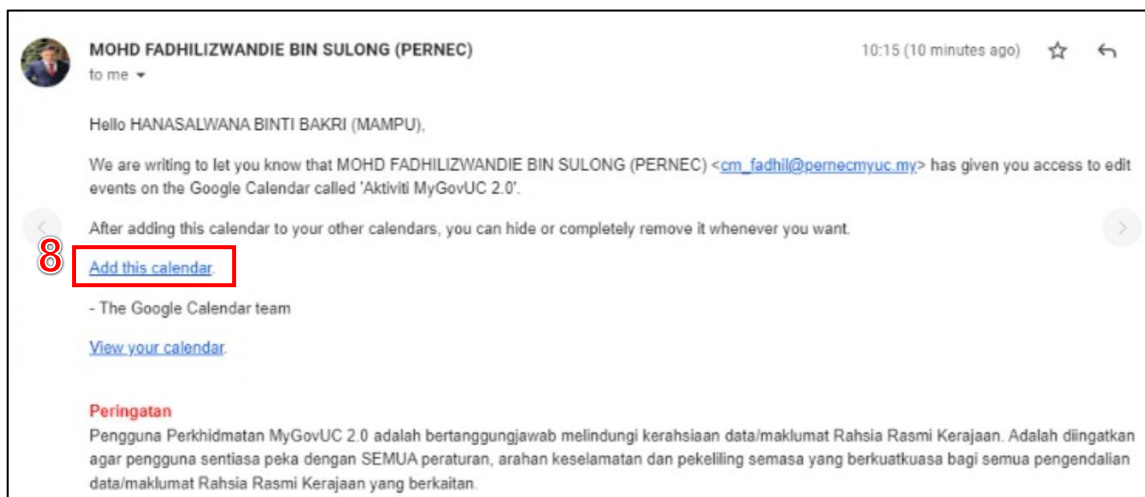 MOHD FADHILIZWANDIE BIN SULONG (PERNEC)
10:15 (10 minutes ago)
to me
Hello HANASALWANA BINTI BAKRI (MAMPU),
We are writing to let you know that MOHD FADHILIZWANDIE BIN SULONG (PERNEC) <cm_fadhil@pernecmyuc.my> has given you access to edit
events on the Google Calendar called 'Aktiviti MyGovUC 2.0'.
After adding this calendar to your other calendars, you can hide or completely remove it whenever you want.
8
Add this calendar.
- The Google Calendar team
View your calendar.
Peringatan
Pengguna Perkhidmatan MyGovUC 2.0 adalah bertanggungjawab melindungi kerahsiaan data/maklumat Rahsia Rasmi Kerajaan. Adalah diingatkan
agar pengguna sentiasa peka dengan SEMUA peraturan, arahan keselamatan dan pekeliling semasa yang berkuatkuasa bagi semua pengendalian
data/maklumat Rahsia Rasmi Kerajaan yang berkaitan.